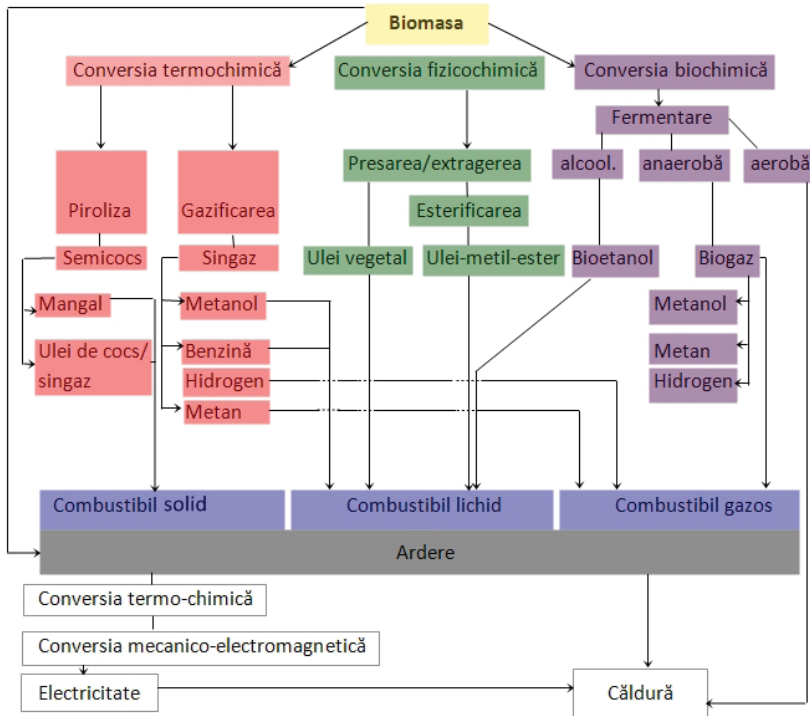 Biomasa
Conversia termochimică
Conversia fizicochimică
Conversia biochimică
Fermentare
Piroliza
Gazificarea
Presarea/extragerea
alcool.
anaerobă
aerobă
Esterificarea
Semicocs
Singaz
Ulei vegetal
Ulei-metil-ester
Bioetanol
Biogaz
Mangal
Metanol
Metanol
Ulei de cocs/
singaz
Benzină
Metan
Hidrogen
Hidrogen
Metan
Combustibil solid
Combustibil lichid
Combustibil gazos
Ardere
Conversia termo-chimică
Conversia mecanico-electromagnetică
Electricitate
Căldură